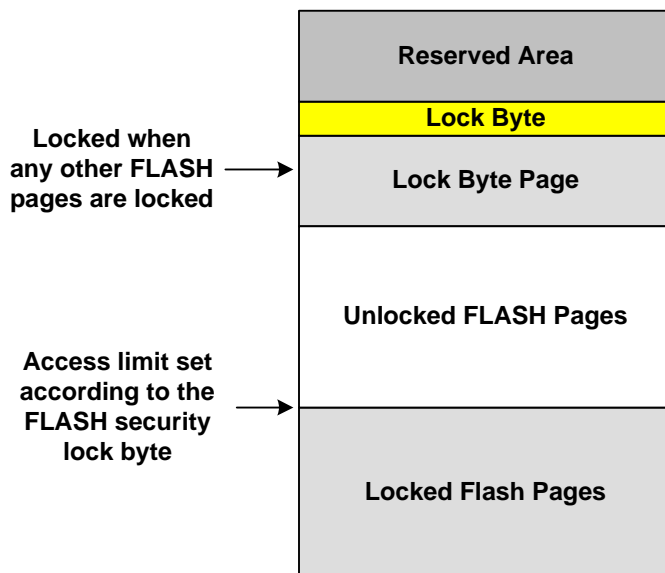 Reserved Area
Lock Byte
Locked when
any other FLASH
pages are locked
Lock Byte Page
Unlocked FLASH Pages
Access limit set
according to the
FLASH security
lock byte
Locked Flash Pages